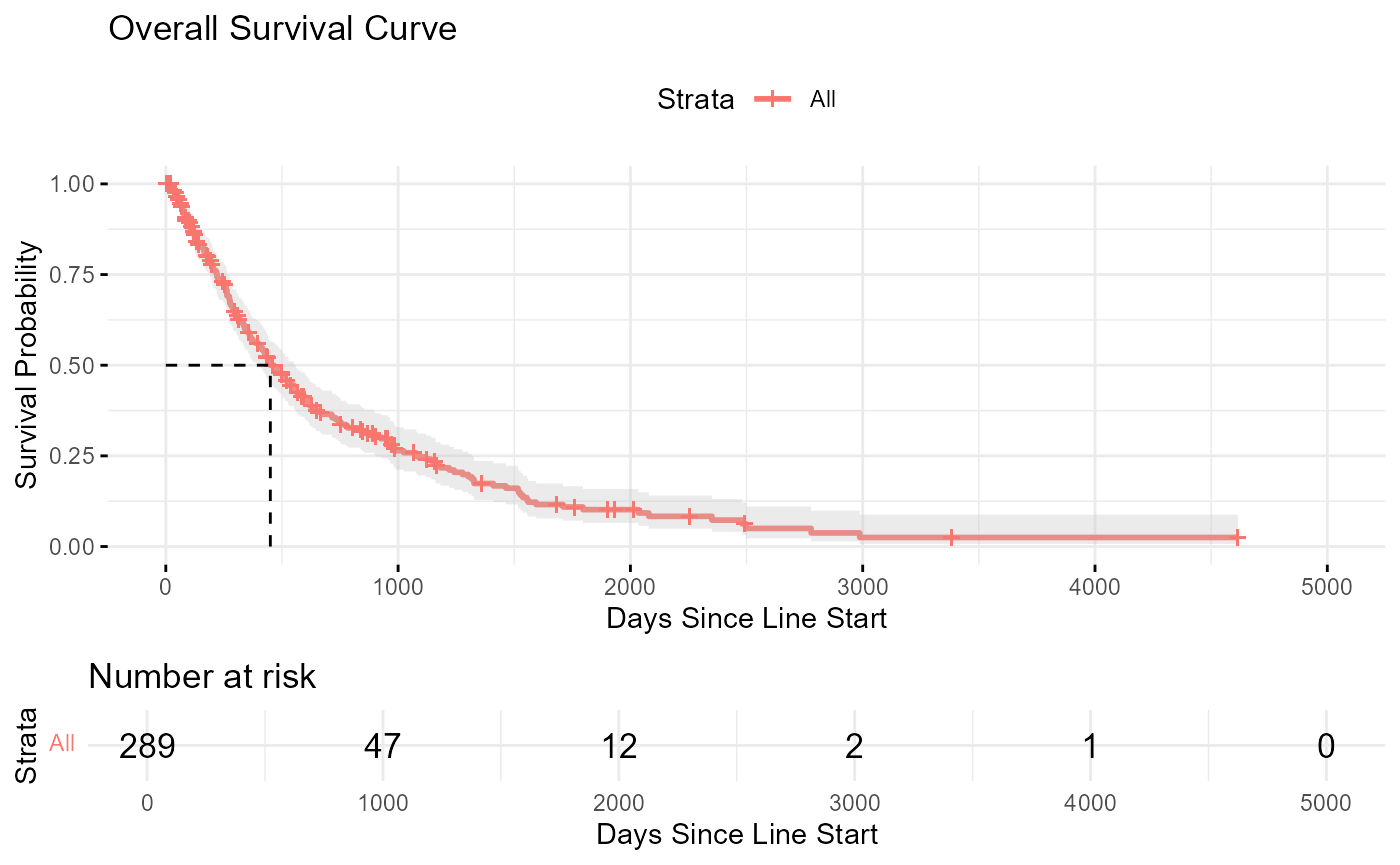 Overall Survival Curve
Strata All
Survival Probability
1.00
0.75
0.50
0.25
0.00
0 1000 2000 3000 4000 5000
Days Since Line Start
Number at risk
Strata
All 289 47 12 2 1 0
0 1000 2000 3000 4000 5000
Days Since Line Start